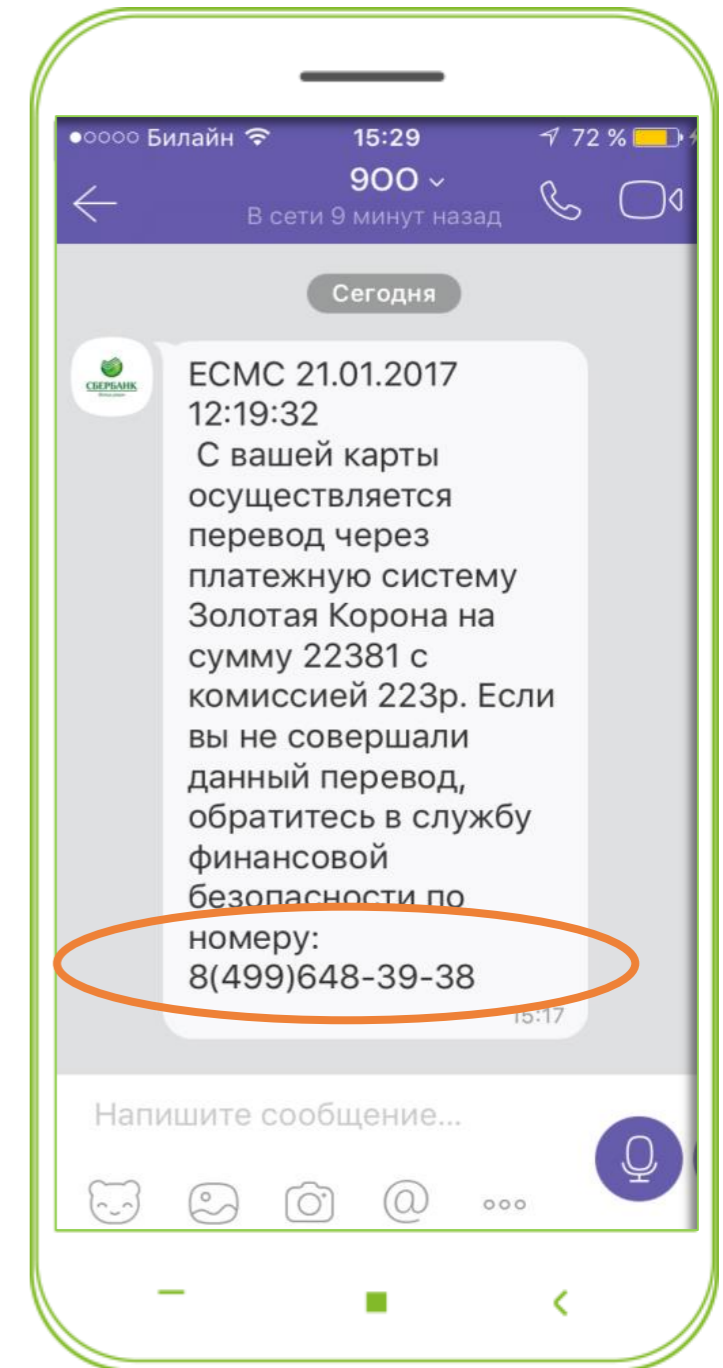 Билайн 15:29 72 %
900
В сети 9 минут назад
Сегодня
СБЕРБАНК
ЕСМС 21.01.2017
12:19:32
С вашей карты
осуществляется
перевод через
платежную систему
Золотая Корона на
сумму 22381 с
комиссией 223р. Если
вы не совершали
данный перевод,
обратитесь в службу
финансовой
безопасности по
номеру:
8(499)648-39-38
15:17
Напишите сообщение...